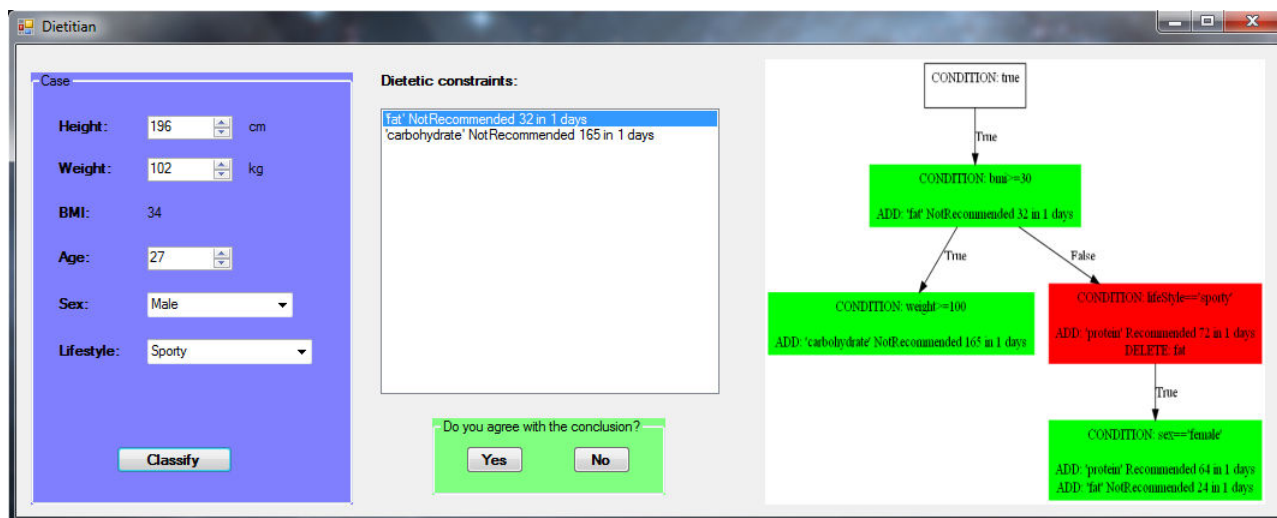 Dietitian
Case
Height: 196 cm
Weight: 102 kg
BMI: 34
Age: 27
Sex: Male
Lifestyle: Sporty
Classify
Dietetic constraints:
'fat' NotRecommended 32 in 1 days
'carbohydrate' NotRecommended 165 in 1 days
Do you agree with the conclusion?
Yes No
CONDITION: true
True
CONDITION: bmi>=30
ADD: 'fat' NotRecommended 32 in 1 days
True
False
CONDITION: weight>=100
ADD: 'carbohydrate' NotRecommended 165 in 1 days
CONDITION: lifeStyle=='sporty'
ADD: 'protein' Recommended 72 in 1 days
DELETE: fat
True
CONDITION: sex=='female'
ADD: 'protein' Recommended 64 in 1 days
ADD: 'fat' NotRecommended 24 in 1 days